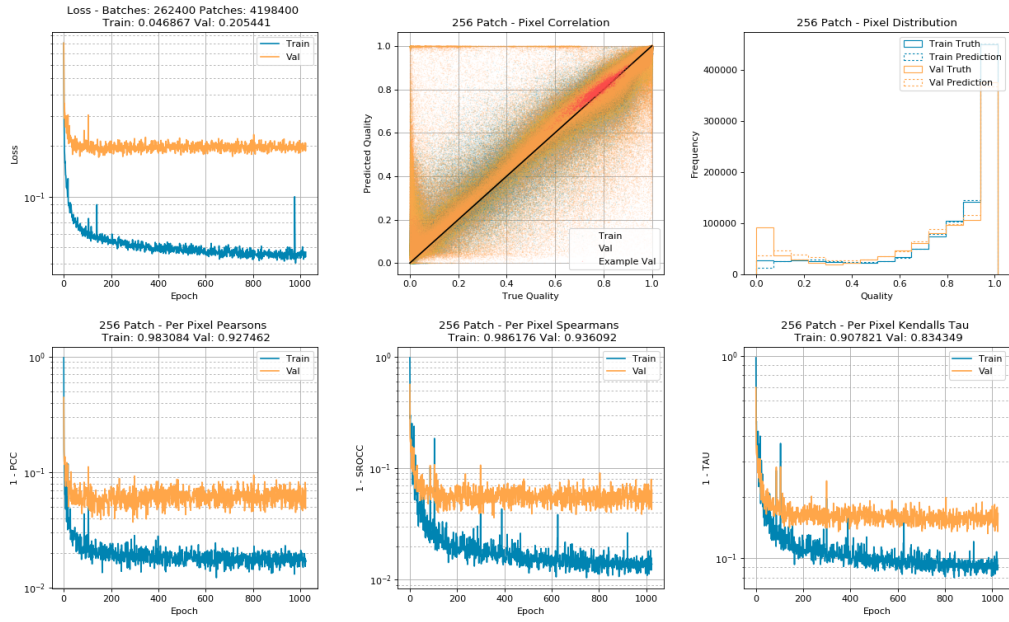 Loss - Batches: 262400 Patches: 4198400
Train: 0.046867 Val: 0.205441
Train
Val
10⁻¹
Loss
0 200 400 600 800 1000
Epoch
256 Patch - Pixel Correlation
1.0
0.8
0.6
0.4
0.2
0.0
Predicted Quality
Train
Val
Example Val
0.0 0.2 0.4 0.6 0.8 1.0
True Quality
256 Patch - Pixel Distribution
Train Truth
Train Prediction
Val Truth
Val Prediction
400000
300000
200000
100000
0
Frequency
0.0 0.2 0.4 0.6 0.8 1.0
Quality
256 Patch - Per Pixel Pearsons
Train: 0.983084 Val: 0.927462
Train
Val
10⁰
10⁻¹
10⁻²
1 - PCC
0 200 400 600 800 1000
Epoch
256 Patch - Per Pixel Spearmans
Train: 0.986176 Val: 0.936092
Train
Val
10⁰
10⁻¹
10⁻²
1 - SROCC
0 200 400 600 800 1000
Epoch
256 Patch - Per Pixel Kendalls Tau
Train: 0.907821 Val: 0.834349
Train
Val
10⁰
10⁻¹
1 - TAU
0 200 400 600 800 1000
Epoch